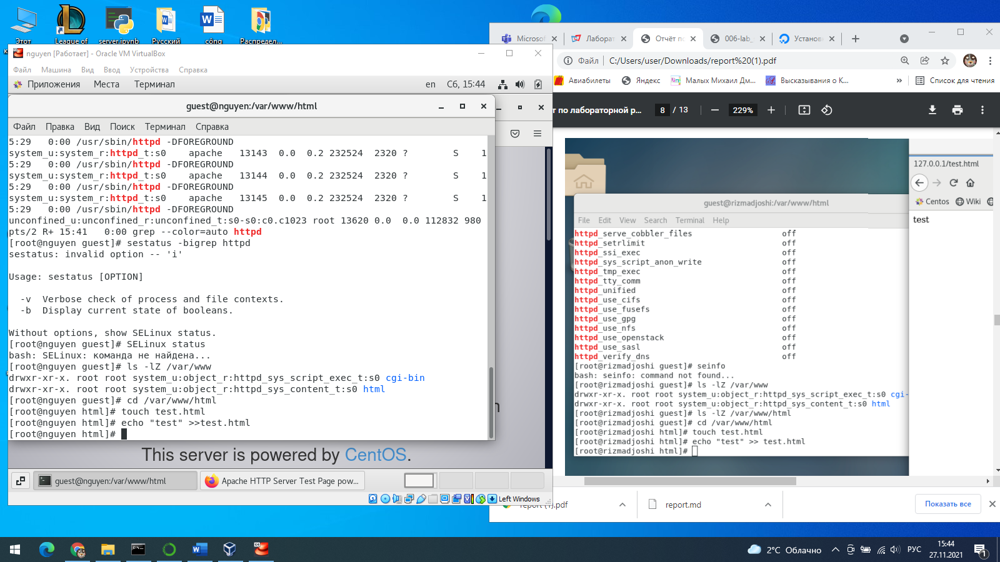 Этот
League of
server.ipynb
Русский
công
Распредел...
nguyen [Работает] - Oracle VM VirtualBox
Файл Машина Вид Ввод Устройства Справка
Приложения Места Терминал en Сб, 15:44
guest@nguyen:/var/www/html
Файл Правка Вид Поиск Терминал Справка
5:29 0:00 /usr/sbin/httpd -DFOREGROUND
system_u:system_r:httpd_t:s0 apache 13143 0.0 0.2 232524 2320 ? S 1
5:29 0:00 /usr/sbin/httpd -DFOREGROUND
system_u:system_r:httpd_t:s0 apache 13144 0.0 0.2 232524 2320 ? S 1
5:29 0:00 /usr/sbin/httpd -DFOREGROUND
system_u:system_r:httpd_t:s0 apache 13145 0.0 0.2 232524 2320 ? S 1
5:29 0:00 /usr/sbin/httpd -DFOREGROUND
unconfined_u:unconfined_r:unconfined_t:s0-s0:c0.c1023 root 13620 0.0 0.0 112832 980
pts/2 R+ 15:41 0:00 grep --color=auto httpd
[root@nguyen guest]# sestatus -bigrep httpd
sestatus: invalid option -- 'i'
Usage: sestatus [OPTION]
-v Verbose check of process and file contexts.
-b Display current state of booleans.
Without options, show SELinux status.
[root@nguyen guest]# SELinux status
bash: SELinux: команда не найдена...
[root@nguyen guest]# ls -lZ /var/www
drwxr-xr-x. root root system_u:object_r:httpd_sys_script_exec_t:s0 cgi-bin
drwxr-xr-x. root root system_u:object_r:httpd_sys_content_t:s0 html
[root@nguyen guest]# cd /var/www/html
[root@nguyen html]# touch test.html
[root@nguyen html]# echo "test" >>test.html
[root@nguyen html]#
This server is powered by CentOS.
guest@nguyen:/var/www/html
Apache HTTP Server Test Page pow...
Left Windows
Microsof
Лаборат
Отчёт по
006-lab_
Установ
Файл C:/Users/user/Downloads/report%20(1).pdf
Авиабилеты Яндекс Малых Михаил Дм... Высказывания о К... » Список для чтения
т по лабораторной р... 8 / 13 229%
guest@rizmadjoshi:/var/www/html
File Edit View Search Terminal Help
httpd_serve_cobbler_files off
httpd_setrlimit off
httpd_ssi_exec off
httpd_sys_script_anon_write off
httpd_tmp_exec off
httpd_tty_comm off
httpd_unified off
httpd_use_cifs off
httpd_use_fusefs off
httpd_use_gpg off
httpd_use_nfs off
httpd_use_openstack off
httpd_use_sasl off
httpd_verify_dns off
[root@rizmadjoshi guest]# seinfo
bash: seinfo: command not found...
[root@rizmadjoshi guest]# ls -lZ /var/www
drwxr-xr-x. root root system_u:object_r:httpd_sys_script_exec_t:s0 cgi-
drwxr-xr-x. root root system_u:object_r:httpd_sys_content_t:s0 html
[root@rizmadjoshi guest]# ls -lZ /var/www/html
[root@rizmadjoshi guest]# cd /var/www/html
[root@rizmadjoshi html]# touch test.html
[root@rizmadjoshi html]# echo "test" >> test.html
[root@rizmadjoshi html]#
127.0.0.1/test.html
Centos Wiki
test
report (1).pdf
report.md
Показать все
2°C Облачно
РУС
15:44
27.11.2021
1